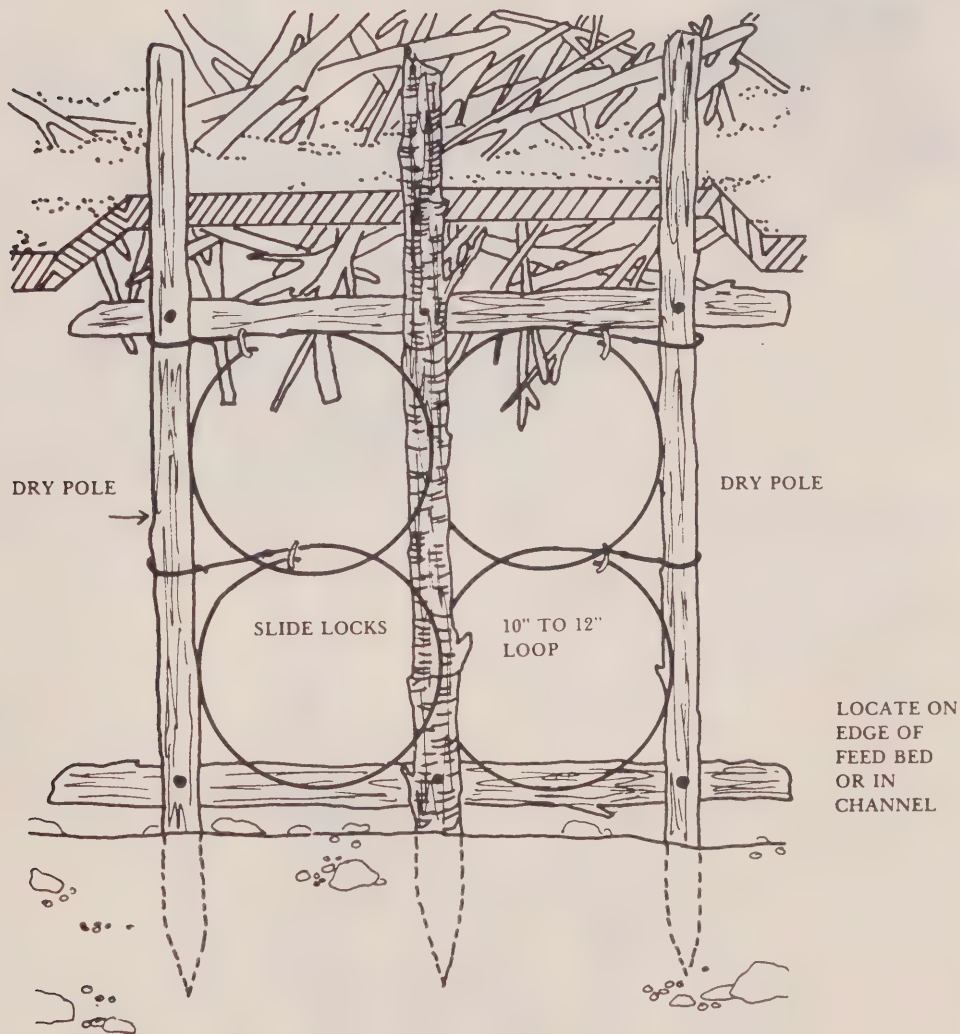 DRY POLE
DRY POLE
SLIDE LOCKS
10" TO 12"
LOOP
LOCATE ON
EDGE OF
FEED BED
OR IN
CHANNEL